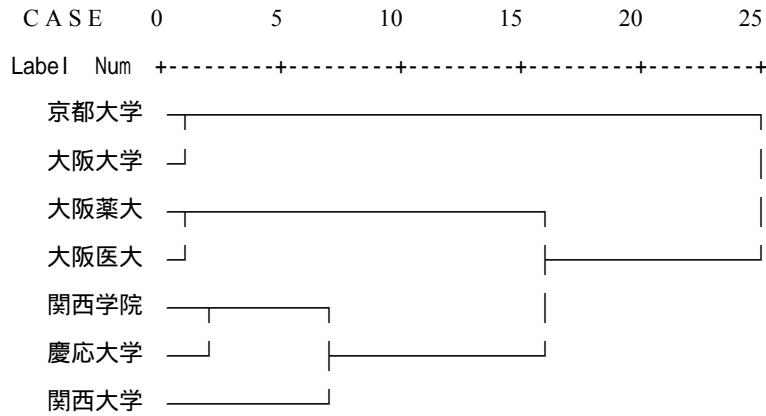 C A S E 0 5 10 15 20 25
Label Num +---------+---------+---------+---------+---------+
京都大学
大阪大学
大阪薬大
大阪医大
関西学院
慶応大学
関西大学